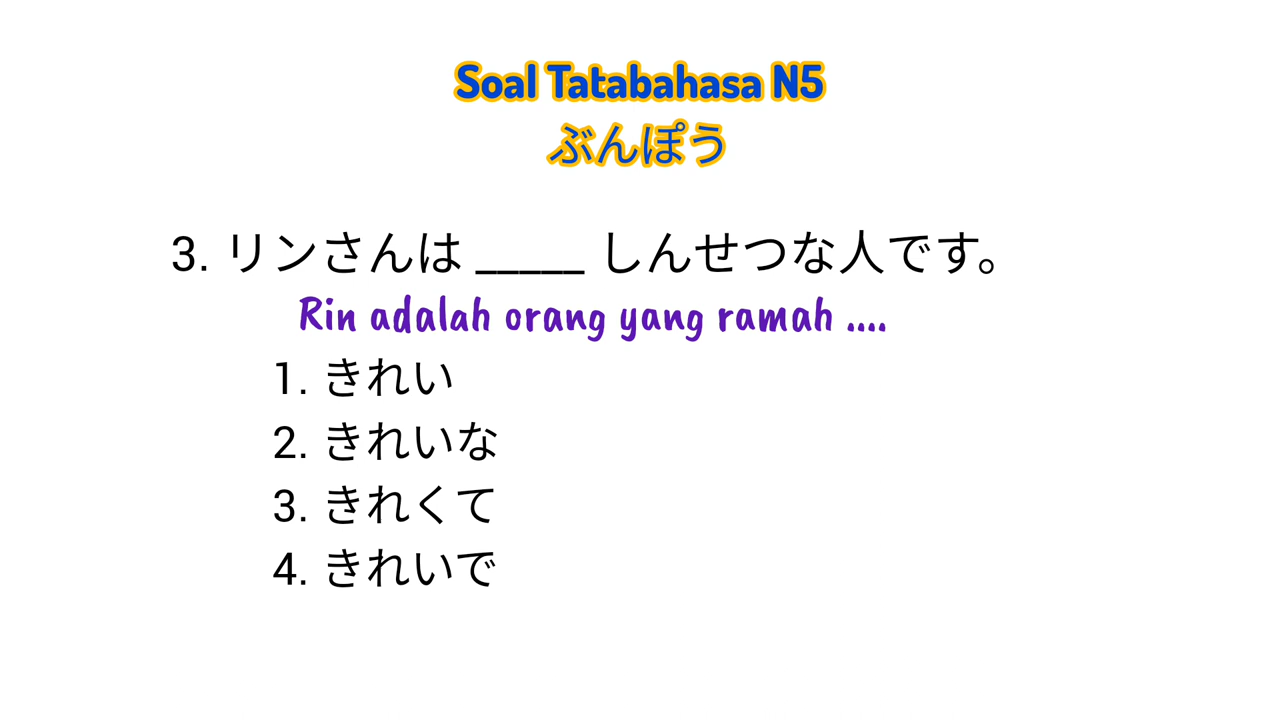 Soal Tatabahasa N5
ぶんぽう
3. リンさんは _____ しんせつな人です。
Rin adalah orang yang ramah ....
1. きれい
2. きれいな
3. きれくて
4. きれいで